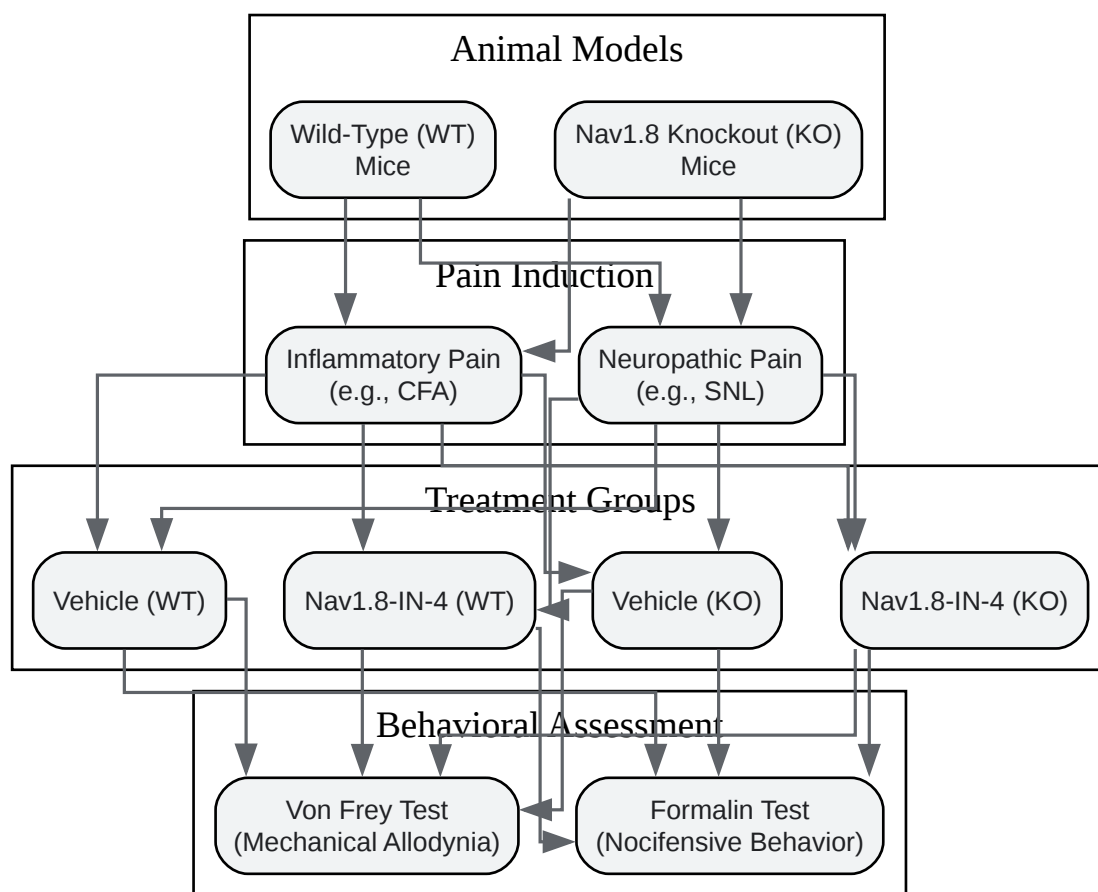 Animal Models
Wild-Type (WT)
Mice
Nav1.8 Knockout (KO)
Mice
Pain Induction
Inflammatory Pain
(e.g., CFA)
Neuropathic Pain
(e.g., SNL)
Treatment Groups
Vehicle (WT)
Nav1.8-IN-4 (WT)
Vehicle (KO)
Nav1.8-IN-4 (KO)
Behavioral Assessment
Von Frey Test
(Mechanical Allodynia)
Formalin Test
(Nocifensive Behavior)